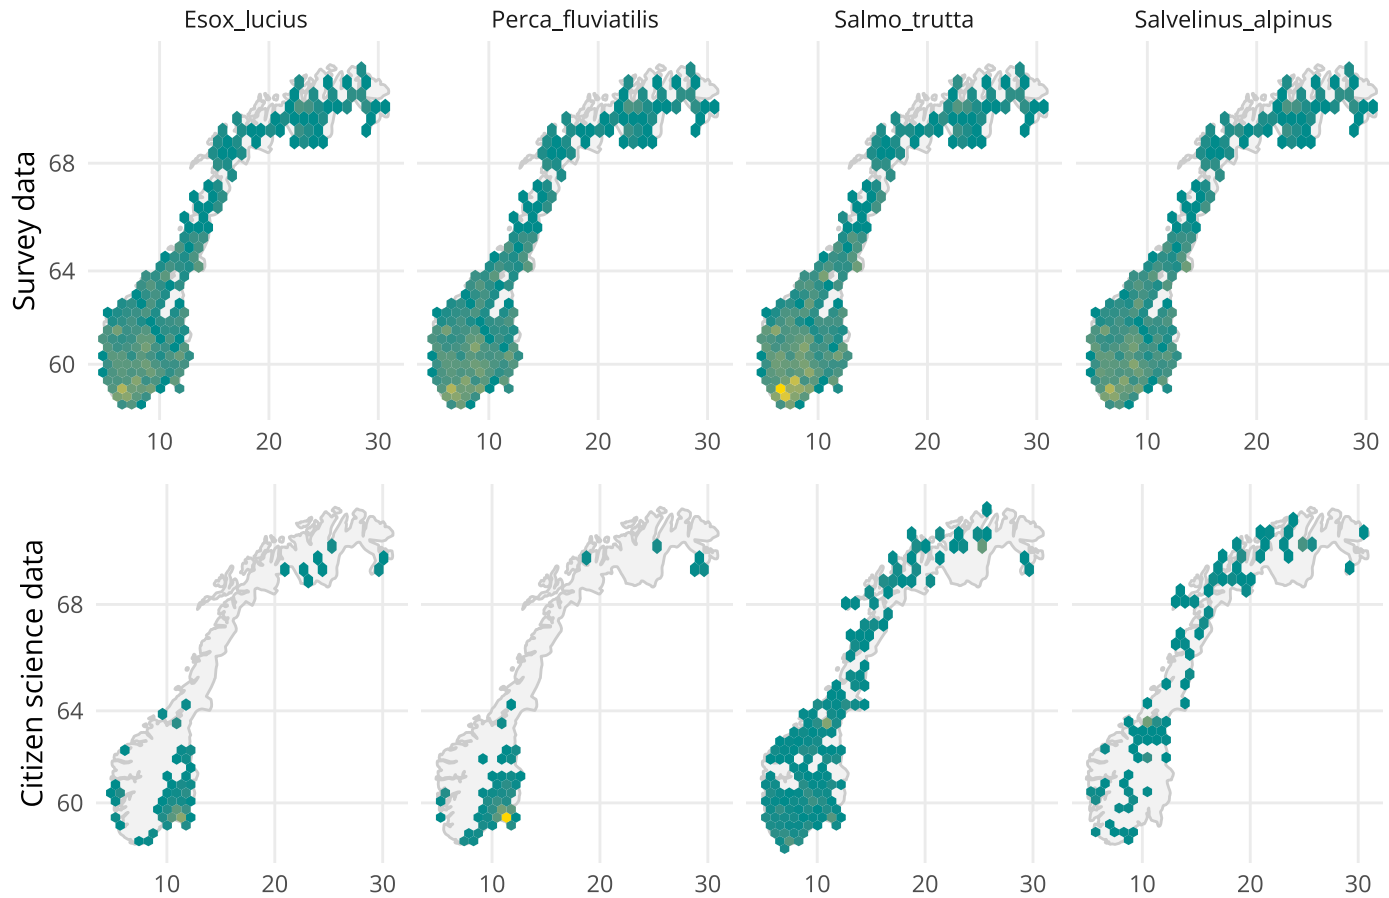 Esox_lucius Perca_fluviatilis Salmo_trutta Salvelinus_alpinus
Survey data
68
64
60
10 20 30 10 20 30 10 20 30 10 20 30
Citizen science data
68
64
60
10 20 30 10 20 30 10 20 30 10 20 30